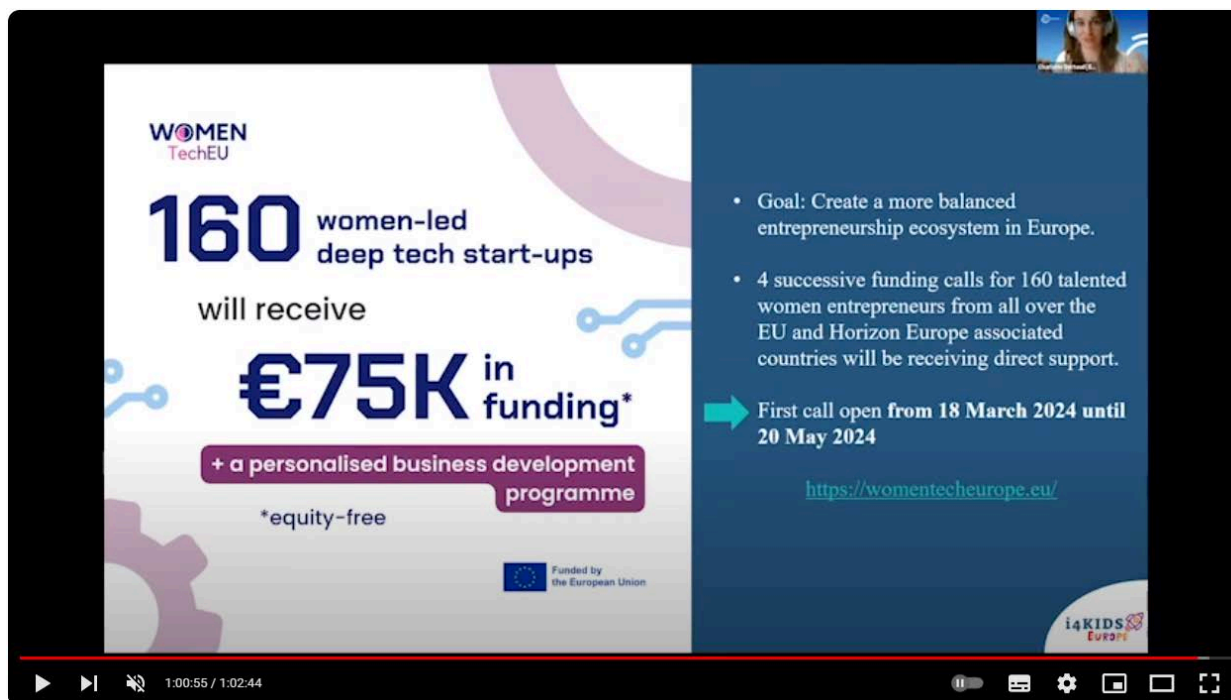 WOMEN
TechEU
160 women-led
deep tech start-ups
will receive
€75K in
funding*
+ a personalised business development
programme
*equity-free
Funded by
the European Union
• Goal: Create a more balanced
entrepreneurship ecosystem in Europe.
• 4 successive funding calls for 160 talented
women entrepreneurs from all over the
EU and Horizon Europe associated
countries will be receiving direct support.
First call open from 18 March 2024 until
20 May 2024
https://womentecheurope.eu/
i4KIDS
EUROPE
1:00:55 / 1:02:44